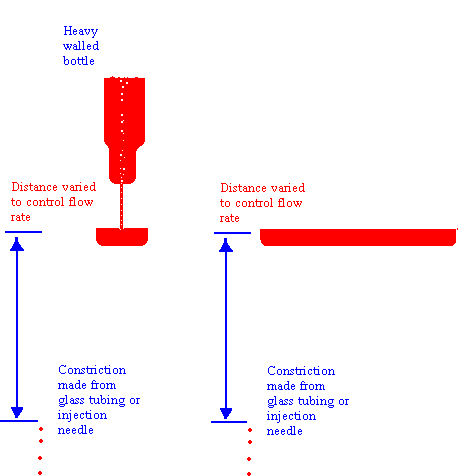 Heavy
walled
bottle
Distance varied
to control flow
rate
Distance varied
to control flow
rate
Constriction
made from
glass tubing or
injection
needle
Constriction
made from
glass tubing or
injection
needle